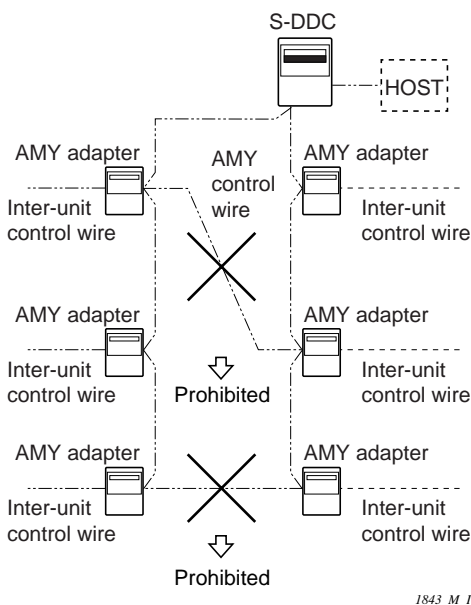 S-DDC
HOST
AMY adapter
AMY
control
wire
AMY adapter
Inter-unit
control wire
Inter-unit
control wire
AMY adapter
AMY adapter
Inter-unit
control wire
Prohibited
Inter-unit
control wire
AMY adapter
AMY adapter
Inter-unit
control wire
Inter-unit
control wire
Prohibited
1843_M_I